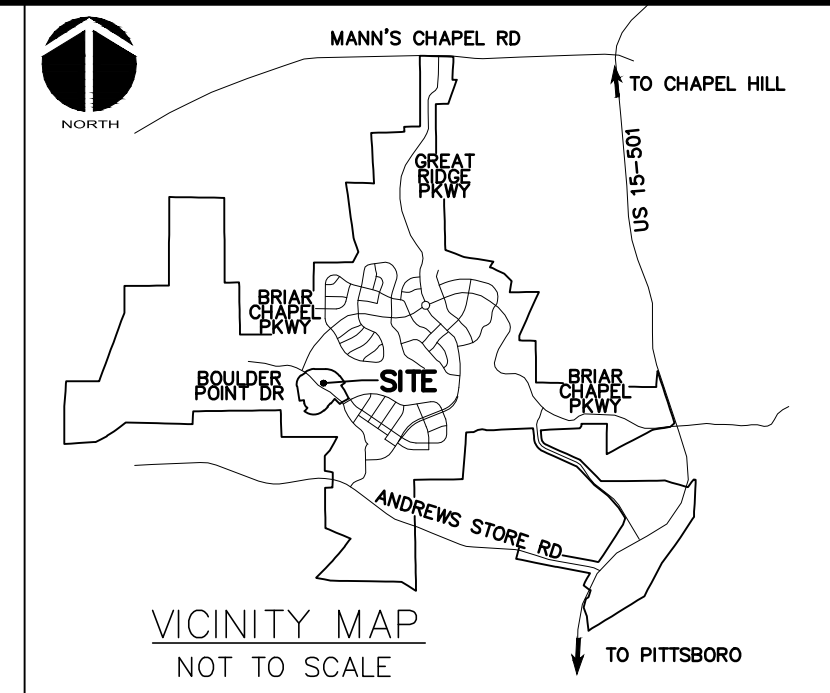 MANN'S CHAPEL RD
TO CHAPEL HILL
NORTH
US 15-501
GREAT
RIDGE
PKWY
BRIAR
CHAPEL
PKWY
BOULDER
POINT DR
SITE
BRIAR
CHAPEL
PKWY
ANDREWS STORE RD
VICINITY MAP
NOT TO SCALE
TO PITTSBORO